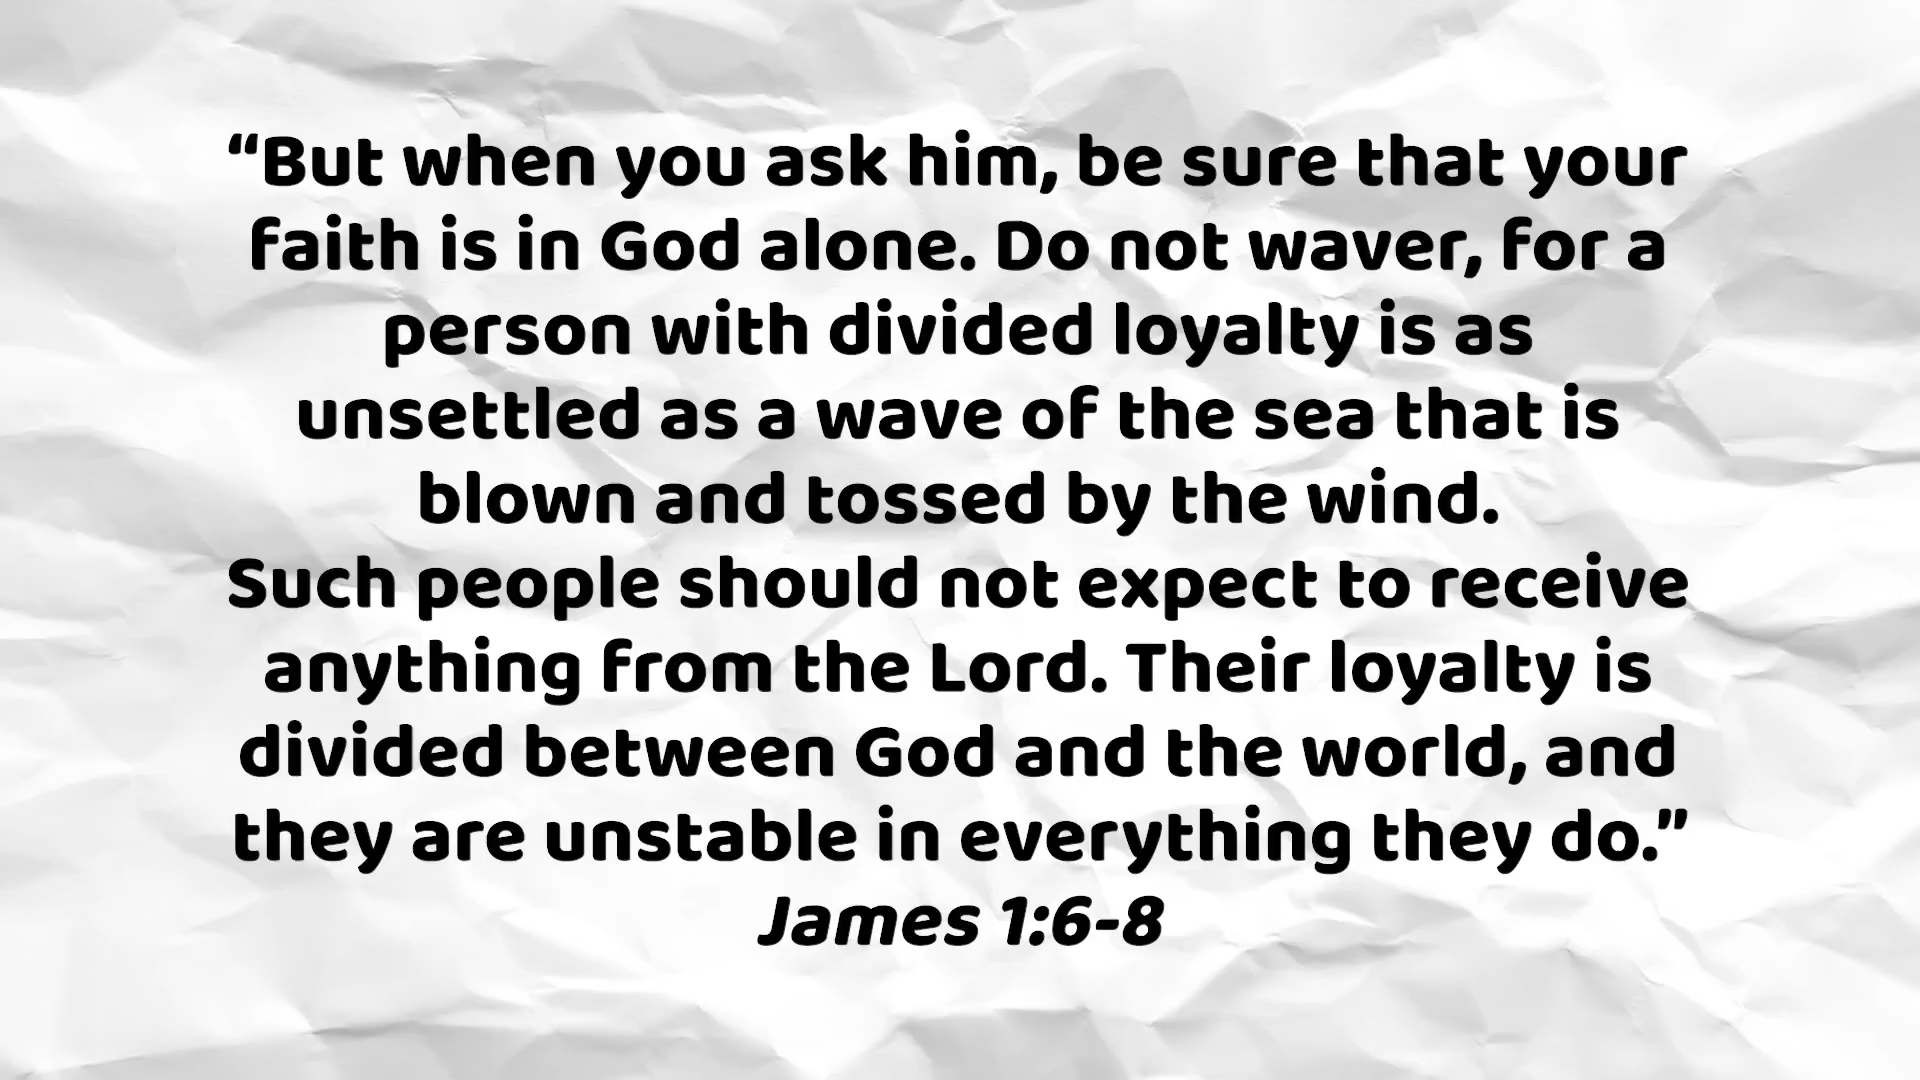 “But when you ask him, be sure that your
faith is in God alone. Do not waver, for a
person with divided loyalty is as
unsettled as a wave of the sea that is
blown and tossed by the wind.
Such people should not expect to receive
anything from the Lord. Their loyalty is
divided between God and the world, and
they are unstable in everything they do.”
James 1:6-8